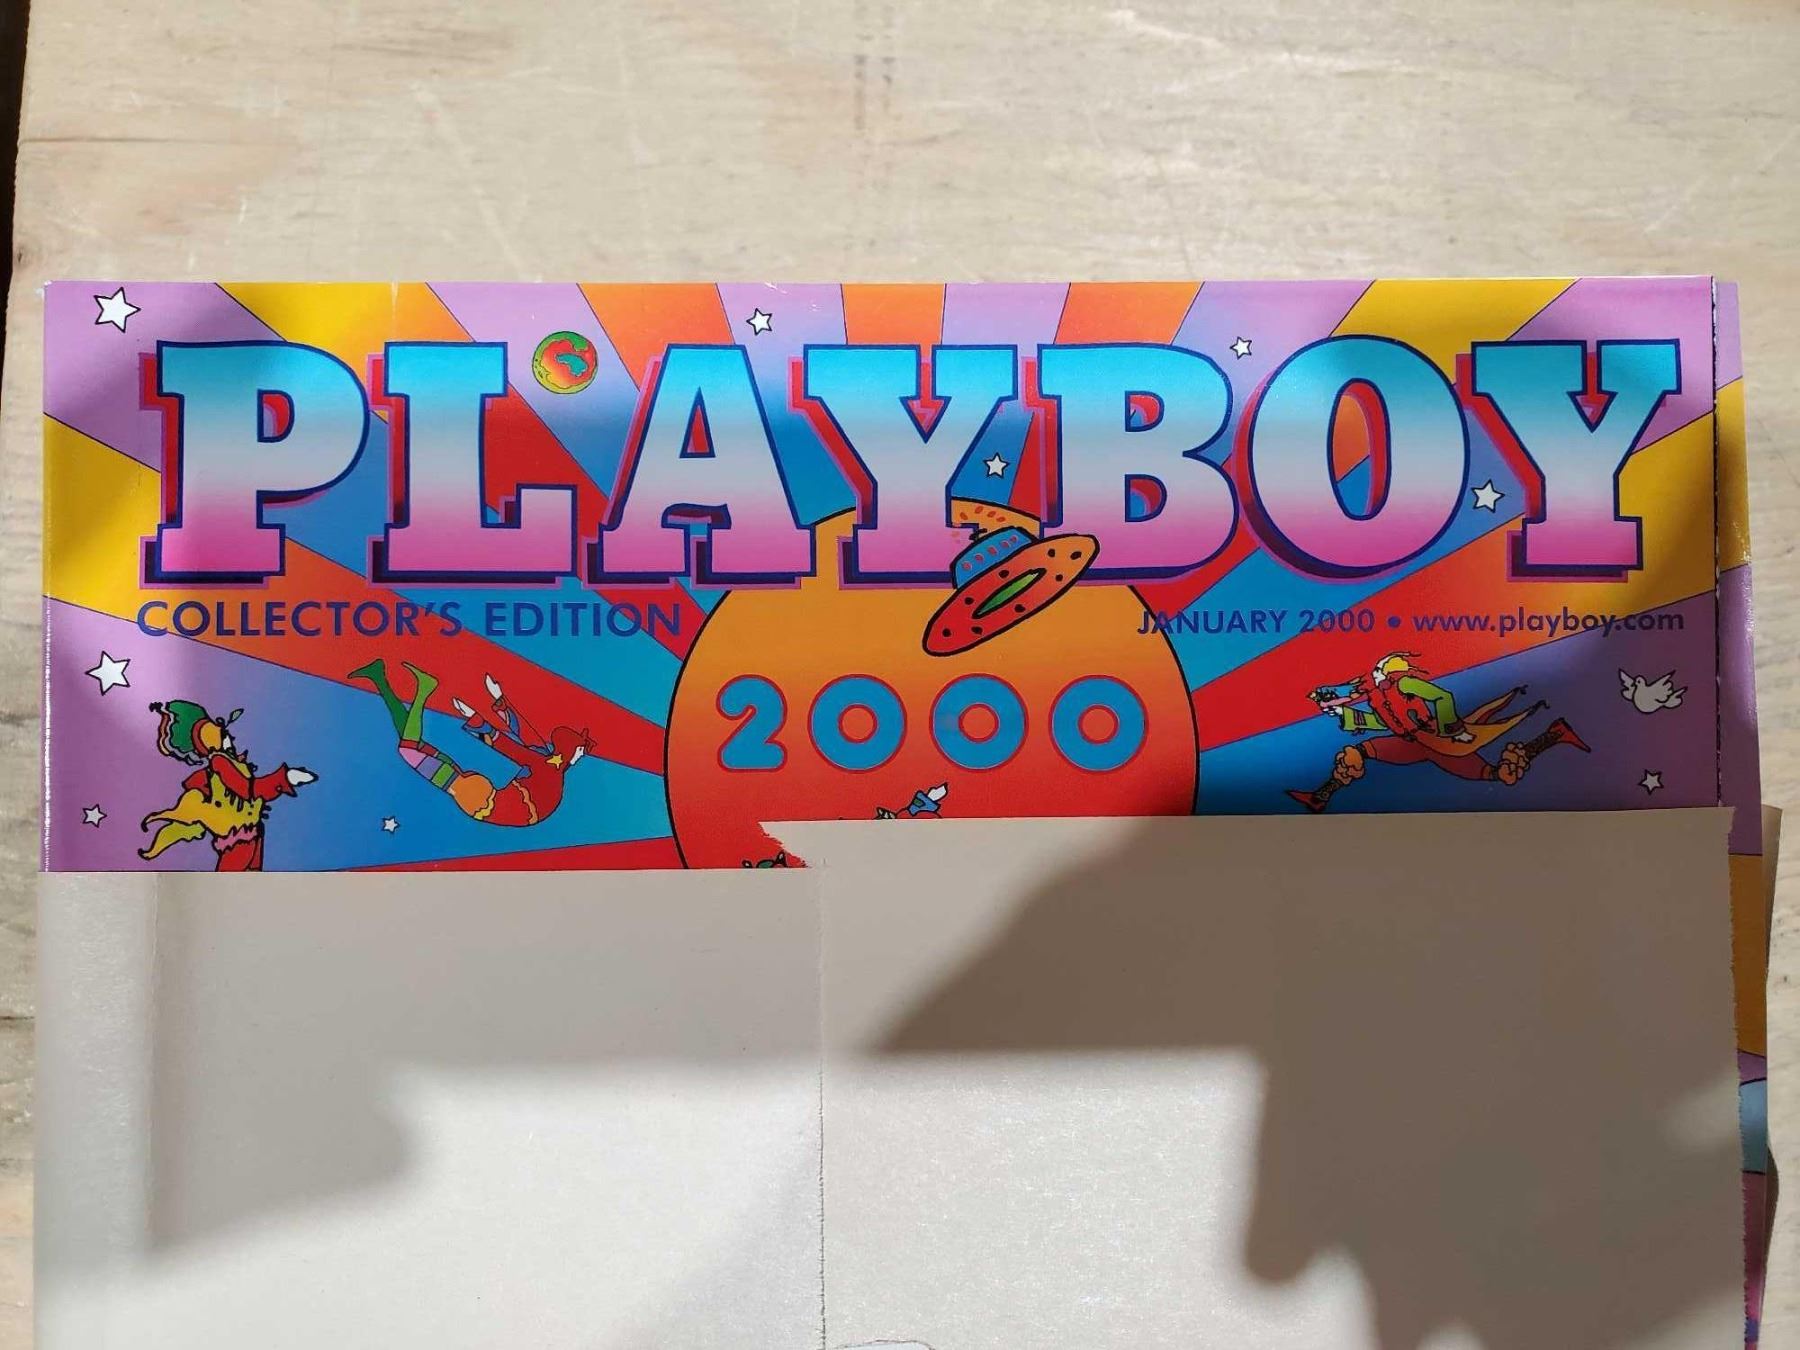 PLAYBOY
COLLECTOR'S EDITION
JANUARY 2000 • www.playboy.com
2000